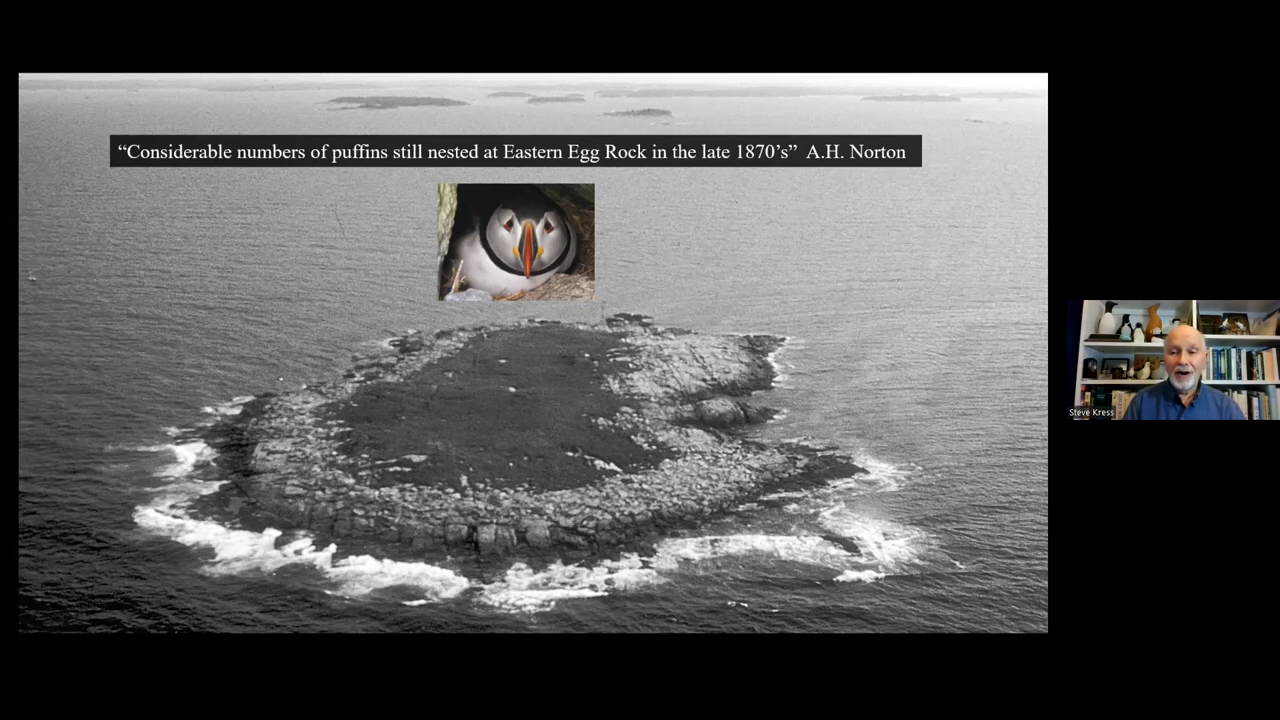 “Considerable numbers of puffins still nested at Eastern Egg Rock in the late 1870’s”  A.H. Norton
Steve Kress